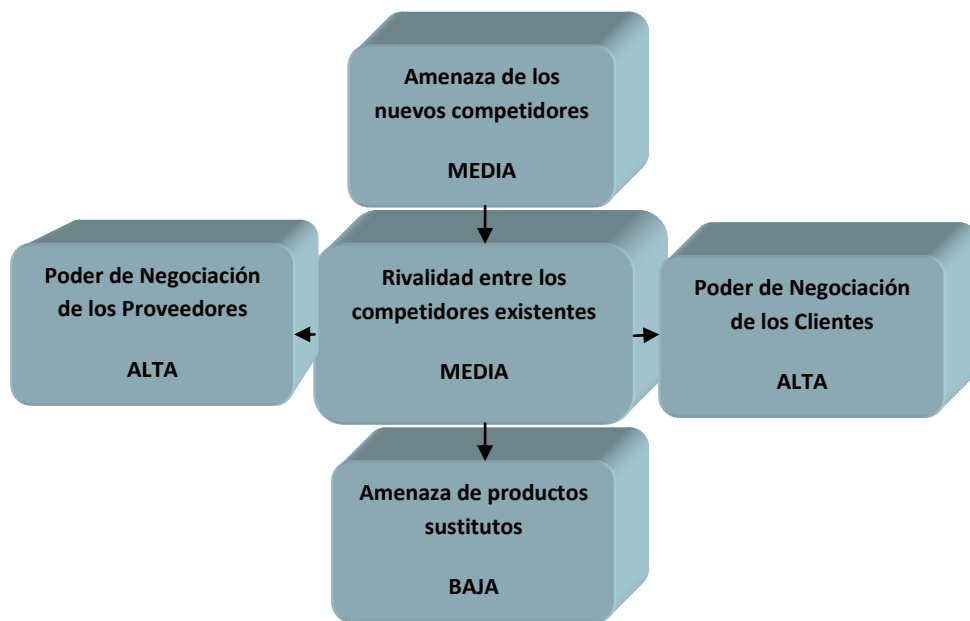 Amenaza de los
nuevos competidores
MEDIA
Poder de Negociación
de los Proveedores
ALTA
Rivalidad entre los
competidores existentes
MEDIA
Poder de Negociación
de los Clientes
ALTA
Amenaza de productos
sustitutos
BAJA